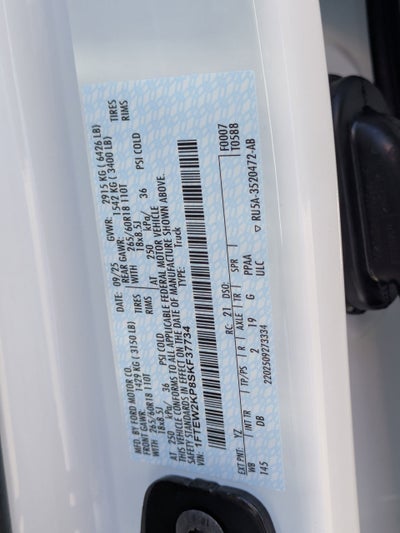 MFD. BY FORD MOTOR CO. DATE: 09/25 GVWR: 2915 KG ( 6426 LB)
FRONT GAWR: 1429 KG ( 3150 LB) REAR GAWR: 1542 KG ( 3400 LB)
WITH 265/60R18 110T TIRES WITH 265/60R18 110T TIRES
18x8.5J RIMS 18x8.5J RIMS
AT 250 kPa/ 36 PSI COLD AT 250 kPa/ 36 PSI COLD
THIS VEHICLE CONFORMS TO ALL APPLICABLE FEDERAL MOTOR VEHICLE
SAFETY STANDARDS IN EFFECT ON THE DATE OF MANUFACTURE SHOWN ABOVE.
1FTEW2KP8SKF37734 TYPE: Truck
F0007
T0588
EXT PNT: YZ RC: 21 DSO:
WB INT TR TP/PS R AXLE TR SPR
145 DB 2 19 G PPAA
ULC
2202509273334 ▽ RU5A-3520472-AB